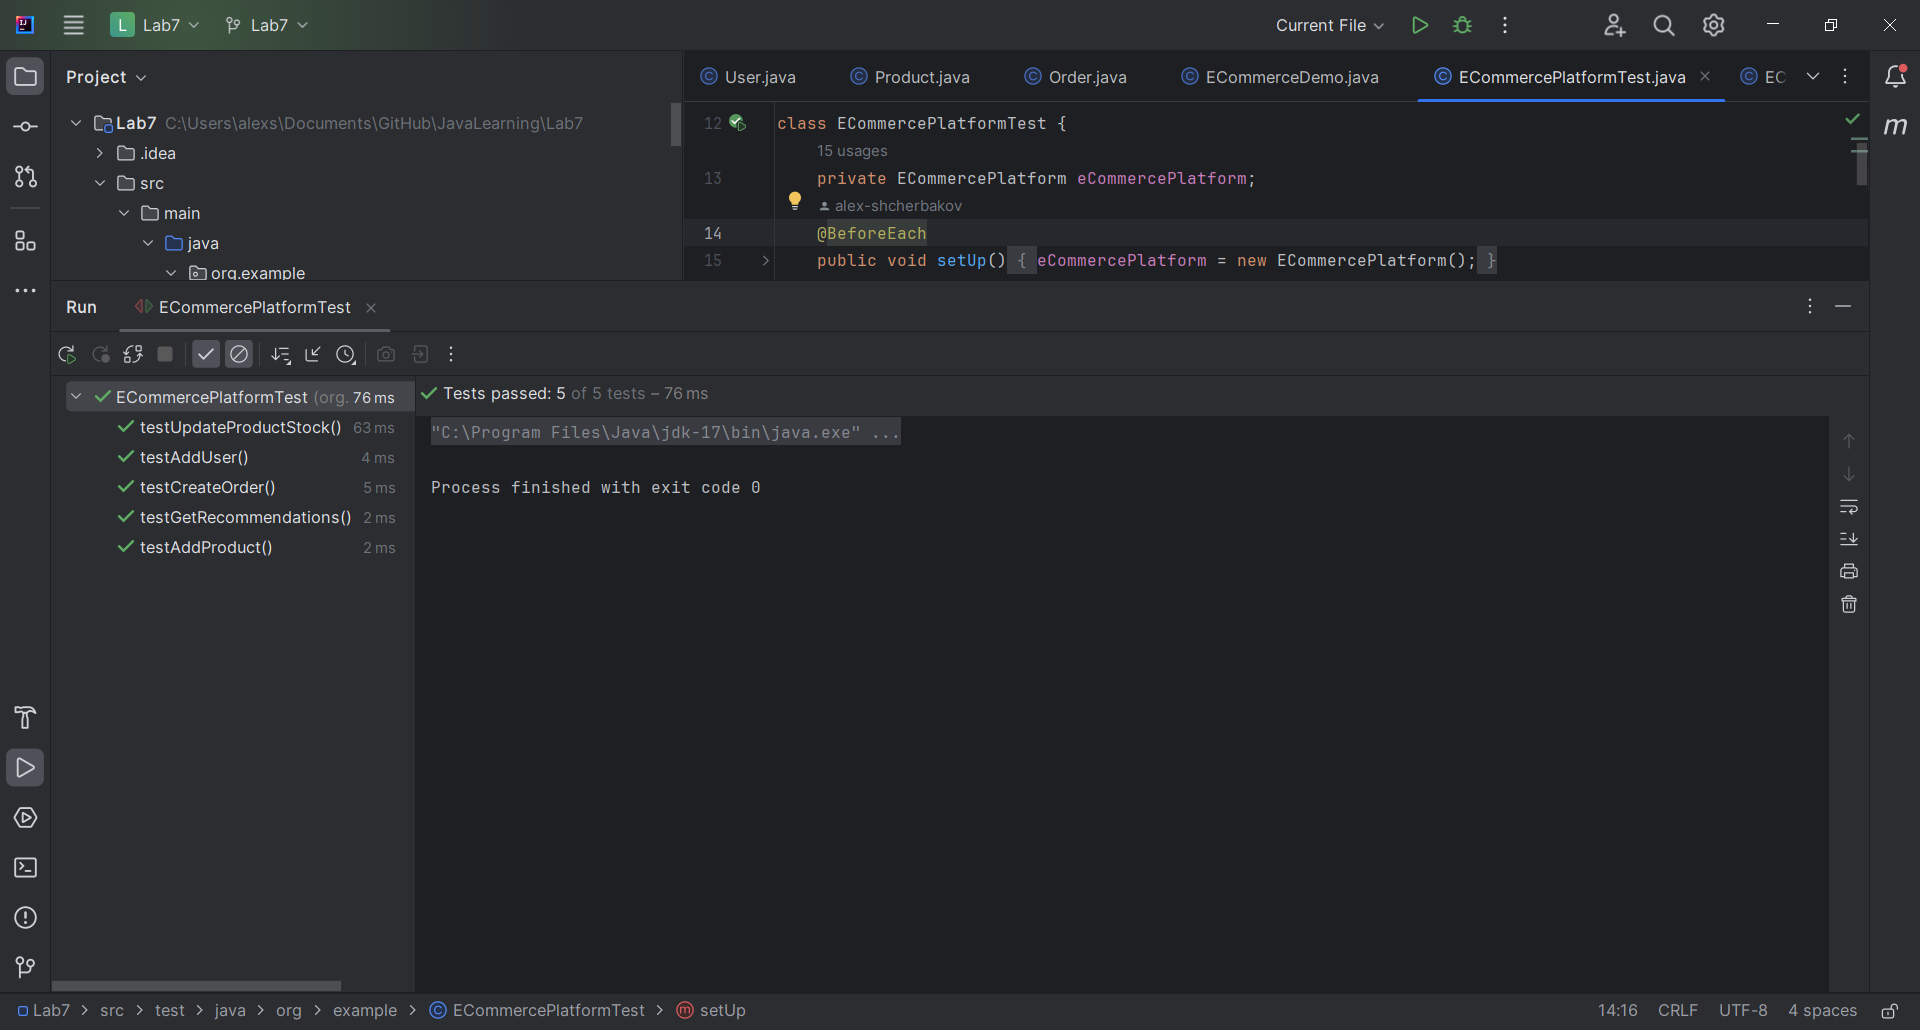 L Lab7 Lab7 Current File
Project
User.java Product.java Order.java ECommerceDemo.java ECommercePlatformTest.java EC
Lab7 C:\Users\alexs\Documents\GitHub\JavaLearning\Lab7
.idea
src
main
java
org.example
12 class ECommercePlatformTest {
15 usages
13 private ECommercePlatform eCommercePlatform;
alex-shcherbakov
14 @BeforeEach
15 public void setUp() { eCommercePlatform = new ECommercePlatform(); }
m
Run ECommercePlatformTest
ECommercePlatformTest (org. 76 ms
testUpdateProductStock() 63 ms
testAddUser() 4 ms
testCreateOrder() 5 ms
testGetRecommendations() 2 ms
testAddProduct() 2 ms
Tests passed: 5 of 5 tests – 76 ms
"C:\Program Files\Java\jdk-17\bin\java.exe" ...
Process finished with exit code 0
Lab7 > src > test > java > org > example > ECommercePlatformTest > setUp 14:16 CRLF UTF-8 4 spaces